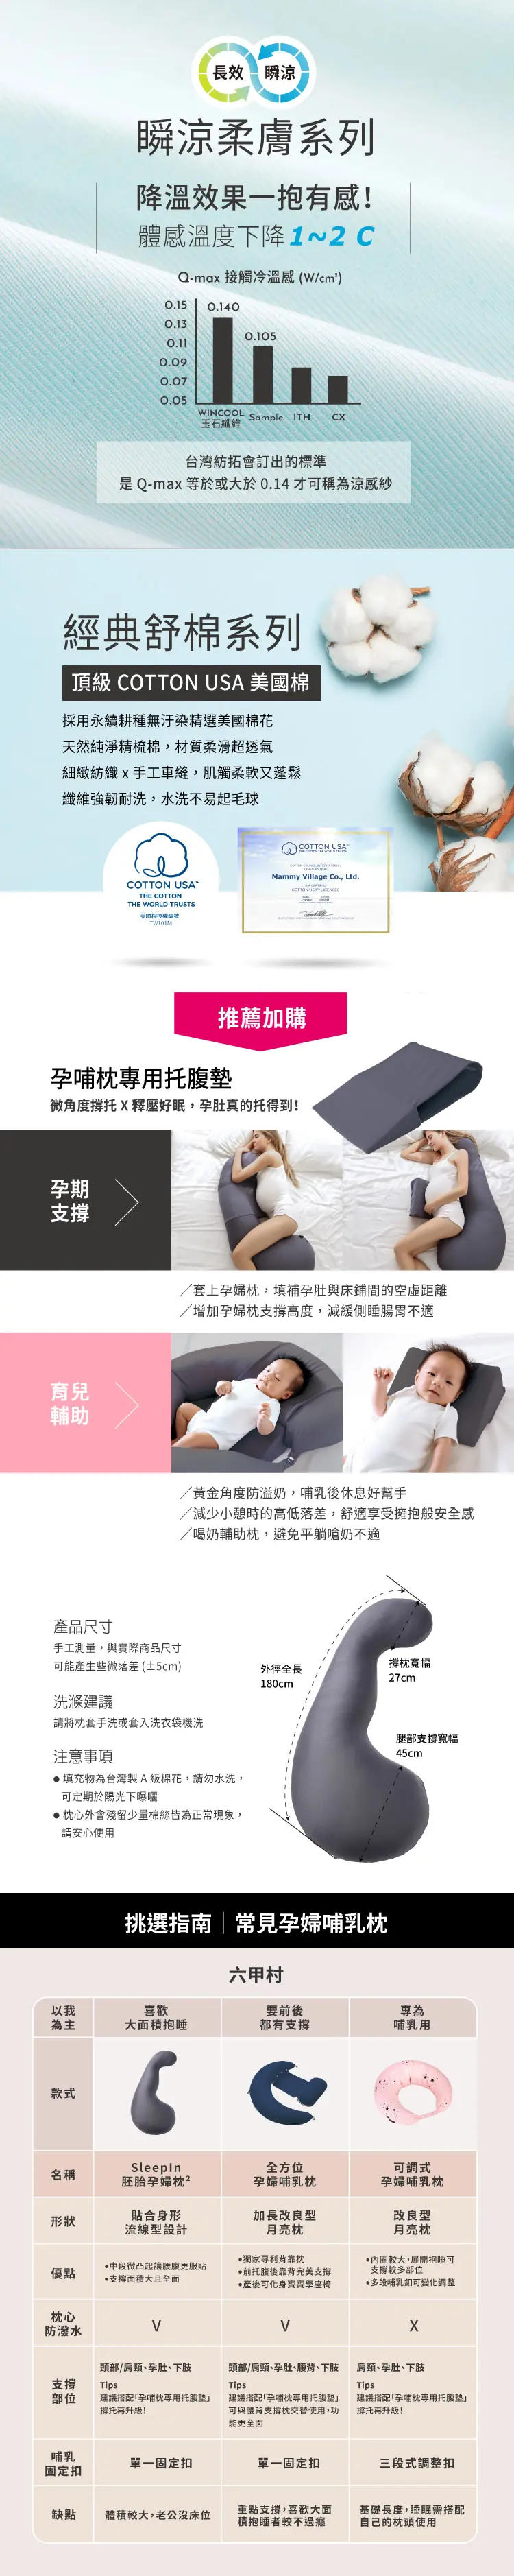 長效 瞬涼
瞬涼柔膚系列
降溫效果一抱有感!
體感溫度下降 1~2 C
Q-max 接觸冷溫感 (W/cm²)
0.15
0.13
0.11
0.09
0.07
0.05
0.140
0.105
WINCOOL
玉石纖維
Sample
ITH
CX
台灣紡拓會訂出的標準
是 Q-max 等於或大於 0.14 才可稱為涼感紗
經典舒棉系列
頂級 COTTON USA 美國棉
採用永續耕種無汙染精選美國棉花
天然純淨精梳棉，材質柔滑超透氣
細緻紡織 x 手工車縫，肌觸柔軟又蓬鬆
纖維強韌耐洗，水洗不易起毛球
COTTON USA™
THE COTTON
THE WORLD TRUSTS
美國棉授權編號
COTTON USA™
Mammy Village Co., Ltd.
推薦加購
孕哺枕專用托腹墊
微角度撐托 X 釋壓好眠，孕肚真的托得到!
孕期
支撐
╱套上孕婦枕，填補孕肚與床鋪間的空虛距離
╱增加孕婦枕支撐高度，減緩側睡腸胃不適
育兒
輔助
╱黃金角度防溢奶，哺乳後休息好幫手
╱減少小憩時的高低落差，舒適享受擁抱般安全感
╱喝奶輔助枕，避免平躺嗆奶不適
產品尺寸
手工測量，與實際商品尺寸
可能產生些微落差 (±5cm)
洗滌建議
請將枕套手洗或套入洗衣袋機洗
注意事項
● 填充物為台灣製 A 級棉花，請勿水洗，
可定期於陽光下曝曬
● 枕心外會殘留少量棉絲皆為正常現象，
請安心使用
外徑全長
180cm
撐枕寬幅
27cm
腿部支撐寬幅
45cm
挑選指南｜常見孕婦哺乳枕
六甲村
以我
為主
喜歡
大面積抱睡
要前後
都有支撐
專為
哺乳用
款式
名稱
SleepIn
胚胎孕婦枕²
全方位
孕婦哺乳枕
可調式
孕婦哺乳枕
形狀
貼合身形
流線型設計
加長改良型
月亮枕
改良型
月亮枕
優點
•中段微凸起讓腰腹更服貼
•支撐面積大且全面
•獨家專利背靠枕
•前托腹後靠背完美支撐
•產後可化身寶寶學座椅
•內圈較大，展開抱睡可
支撐較多部位
•多段哺乳釦可變化調整
枕心
防潑水
V
V
X
支撐
部位
頭部/肩頸、孕肚、下肢
Tips
建議搭配「孕哺枕專用托腹墊」
撐托再升級!
頭部/肩頸、孕肚、腰背、下肢
Tips
建議搭配「孕哺枕專用托腹墊」
可與腰背支撐枕交替使用，功
能更全面
肩頸、孕肚、下肢
Tips
建議搭配「孕哺枕專用托腹墊」
撐托再升級!
哺乳
固定扣
單一固定扣
單一固定扣
三段式調整扣
缺點
體積較大，老公沒床位
重點支撐，喜歡大面
積抱睡者較不過癮
基礎長度，睡眠需搭配
自己的枕頭使用